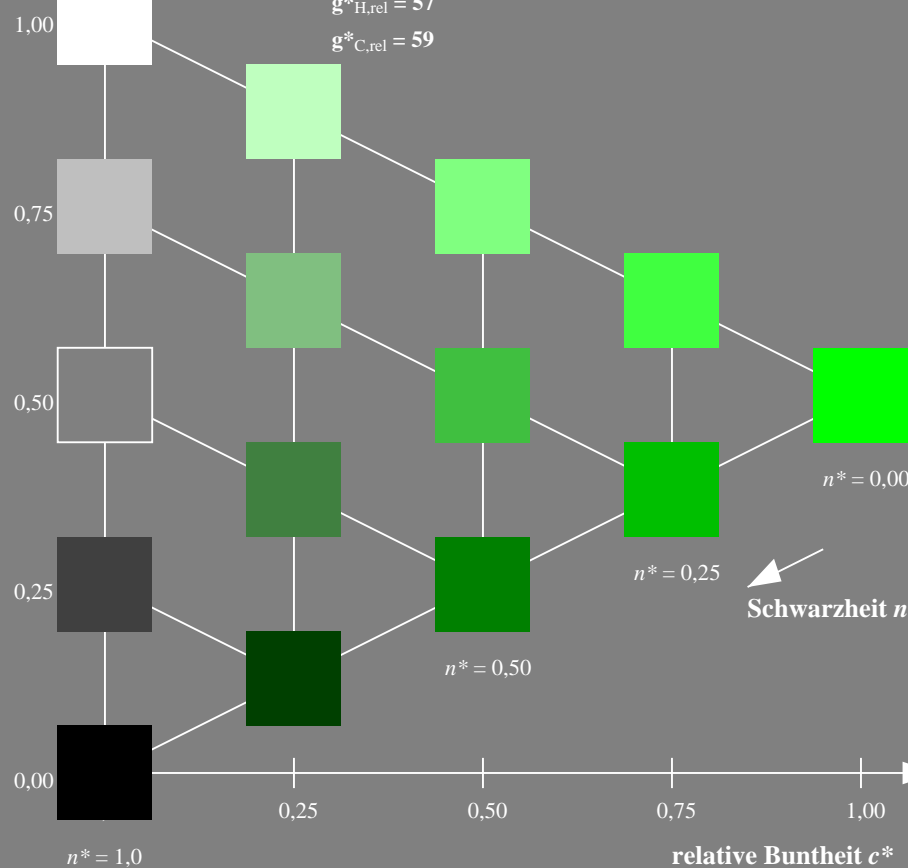 g*H,rel = 57
1,00
g*C,rel = 59
0,75
0,50
n* = 0,00
n* = 0,25
0,25
Schwarzheit n
n* = 0,50
0,00
0,25
0,50
0,75
1,00
n* = 1,0
relative Buntheit c*